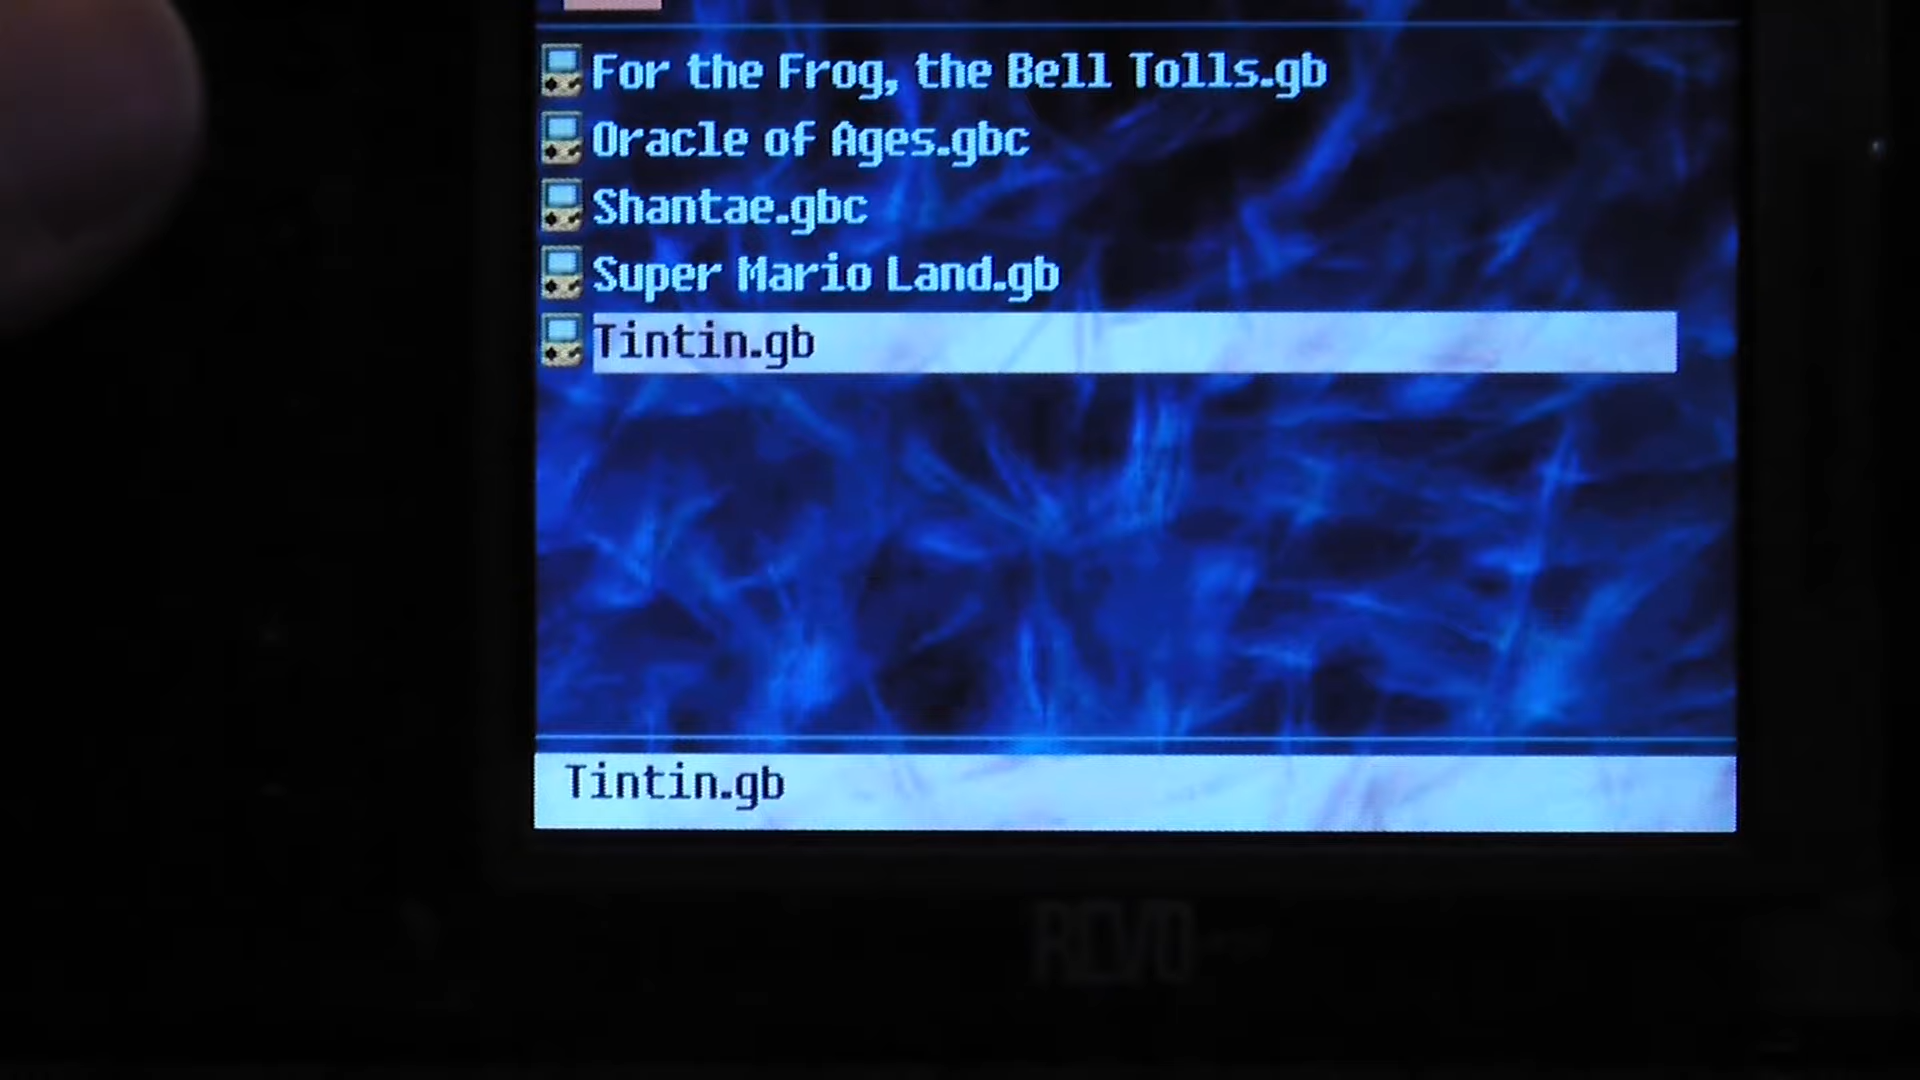 For the Frog, the Bell Tolls.gb
Oracle of Ages.gbc
Shantae.gbc
Super Mario Land.gb
Tintin.gb
Tintin.gb